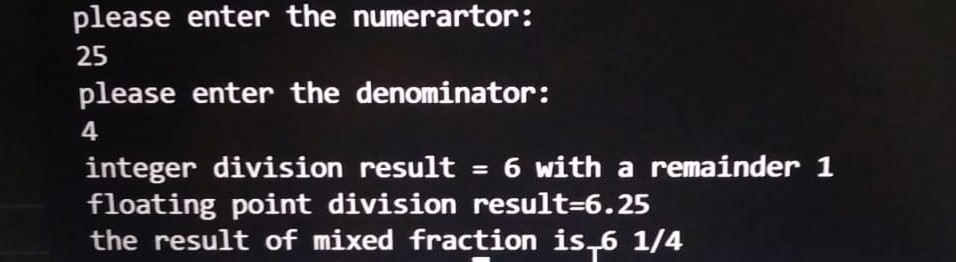 please enter the numerartor:
25
please enter the denominator:
4
integer division result = 6 with a remainder 1
floating point division result=6.25
the result of mixed fraction is 6 1/4